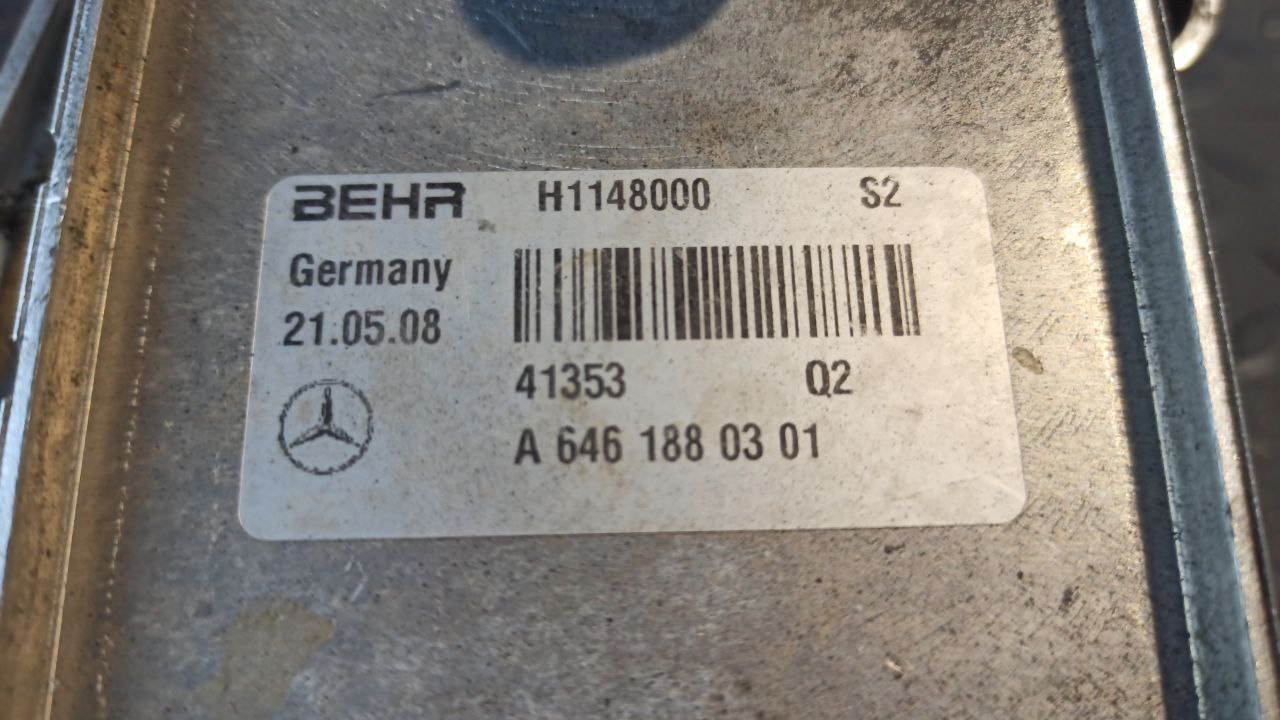 BEHR H1148000 S2
Germany
21.05.08
41353 Q2
A 646 188 03 01